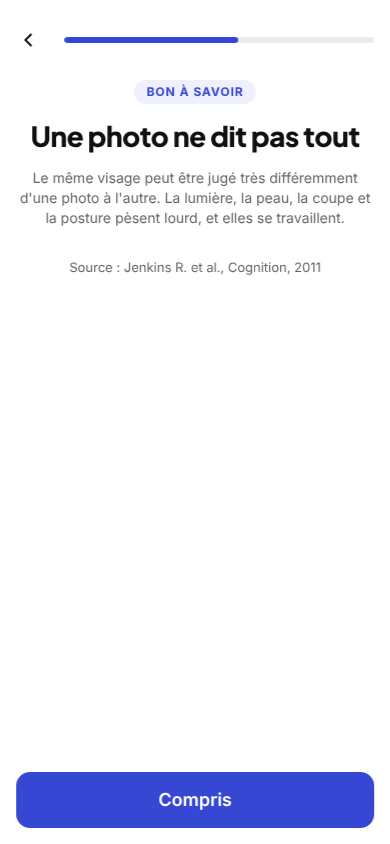 BON À SAVOIR
Une photo ne dit pas tout
Le même visage peut être jugé très différemment
d'une photo à l'autre. La lumière, la peau, la coupe et
la posture pèsent lourd, et elles se travaillent.
Source : Jenkins R. et al., Cognition, 2011
Compris